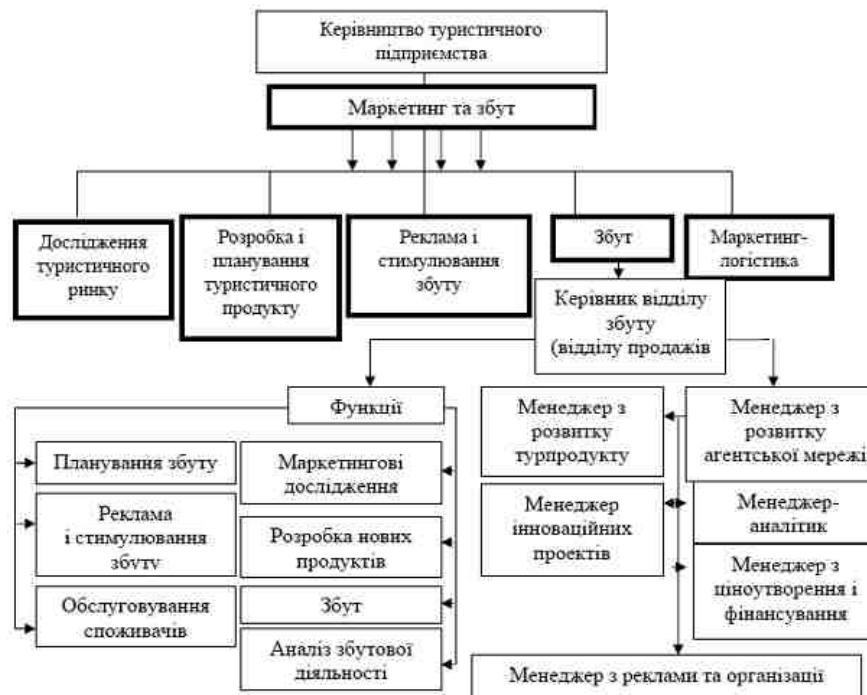 Керівництво туристичного
підприємства
Маркетинг та збут
Дослідження
туристичного
ринку
Розробка і
планування
туристичного
продукту
Реклама і
стимулювання
збуту
Збут
Маркетинг-
логістика
Керівник відділу
збуту
(відділу продажів
Функції
Планування збуту
Реклама
і стимулювання
збуту
Обслуговування
споживачів
Маркетингові
дослідження
Розробка нових
продуктів
Збут
Аналіз збутової
діяльності
Менеджер з
розвитку
турпродукту
Менеджер
інноваційних
проектів
Менеджер з
розвитку
агентської мережі
Менеджер-
аналітик
Менеджер з
ціноутворення і
фінансування
Менеджер з реклами та організації